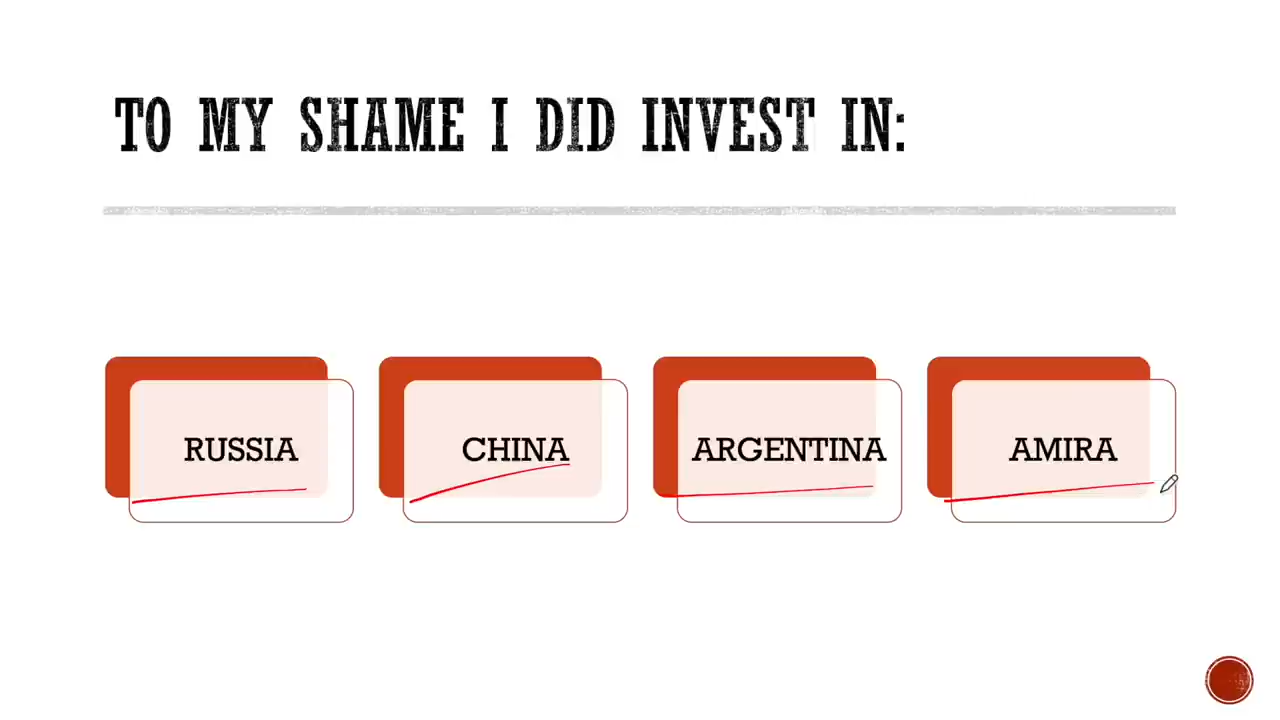 TO MY SHAME I DID INVEST IN:
RUSSIA
CHINA
ARGENTINA
AMIRA